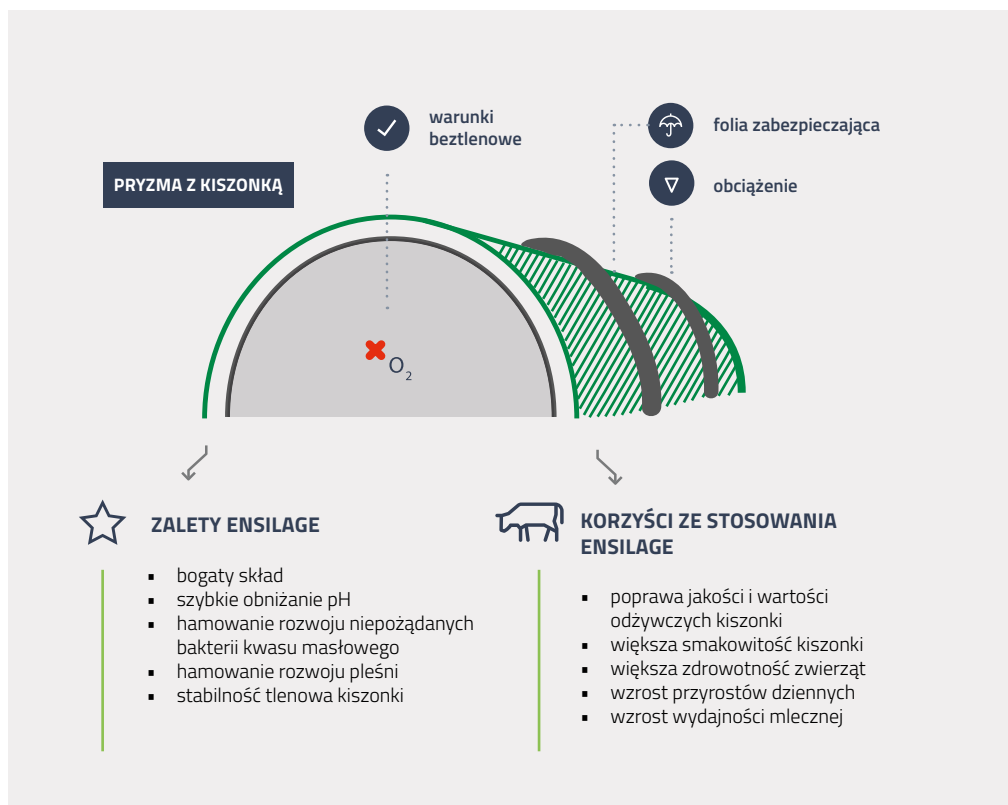 warunki
beztlenowe
folia zabezpieczająca
PRYZMA Z KISZONKĄ
obciążenie
O2
ZALETY ENSILAGE
▪ bogaty skład
▪ szybkie obniżanie pH
▪ hamowanie rozwoju niepożądanych
bakterii kwasu masłowego
▪ hamowanie rozwoju pleśni
▪ stabilność tlenowa kiszonki
KORZYŚCI ZE STOSOWANIA
ENSILAGE
▪ poprawa jakości i wartości
odżywczych kiszonki
▪ większa smakowitość kiszonki
▪ większa zdrowotność zwierząt
▪ wzrost przyrostów dziennych
▪ wzrost wydajności mlecznej